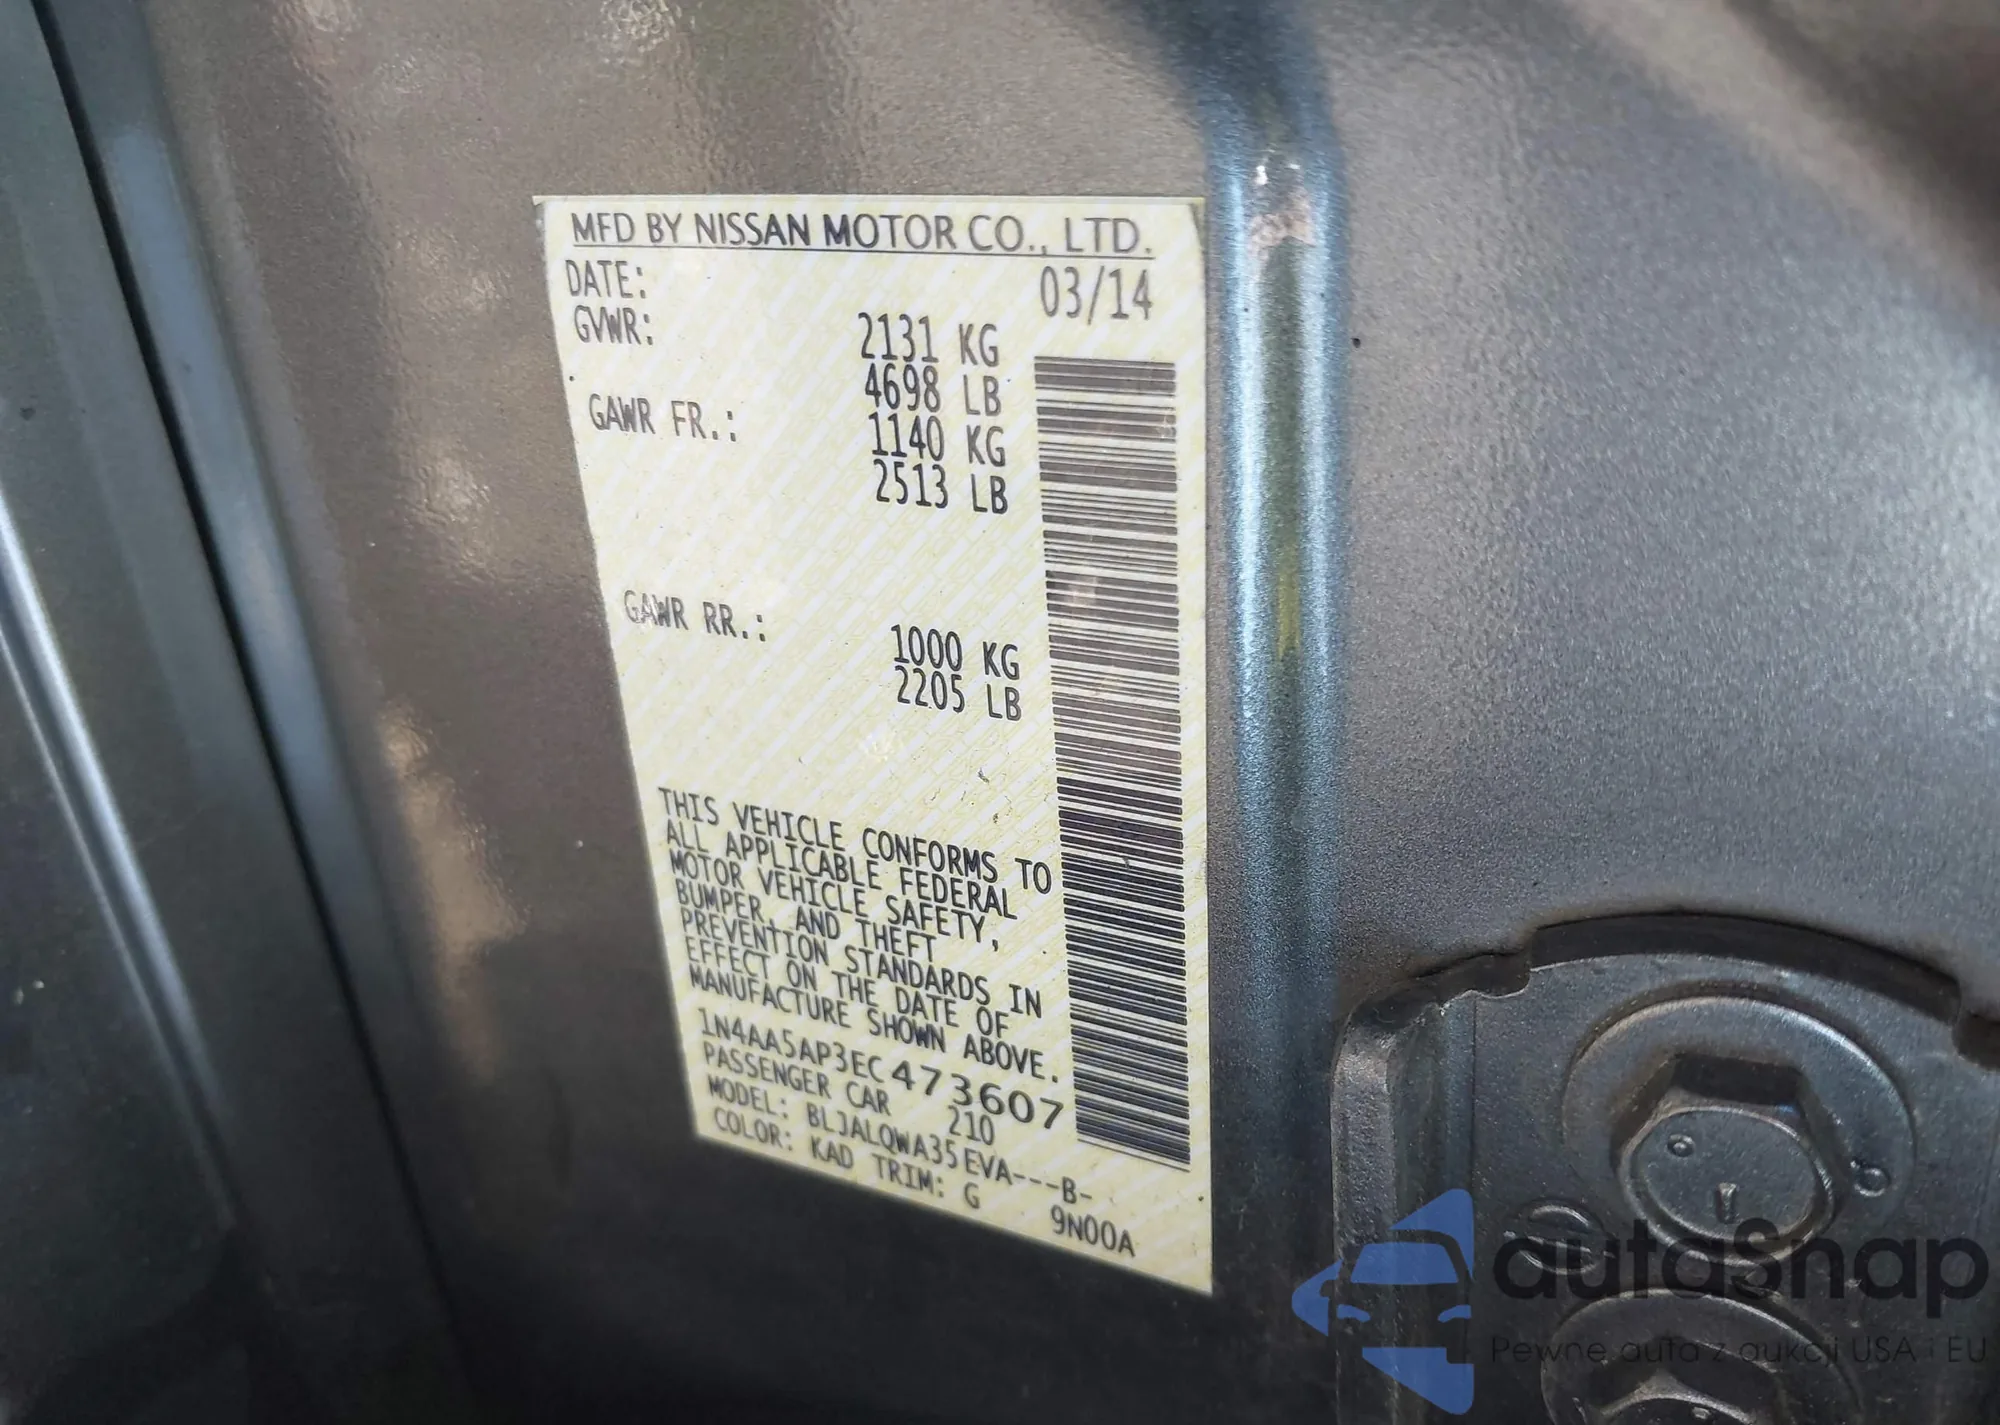 MFD BY NISSAN MOTOR CO., LTD.
DATE: 03/14
GVWR: 2131 KG
4698 LB
GAWR FR.: 1140 KG
2513 LB
GAWR RR.: 1000 KG
2205 LB
THIS VEHICLE CONFORMS TO
ALL APPLICABLE FEDERAL
MOTOR VEHICLE SAFETY,
BUMPER, AND THEFT
PREVENTION STANDARDS IN
EFFECT ON THE DATE OF
MANUFACTURE SHOWN ABOVE.
1N4AA5AP3EC473607
PASSENGER CAR 210
MODEL: BLJALQWA35EVA---B-
COLOR: KAD TRIM: G 9N00A
autaSnap
Pewne auta z aukcji USA i EU